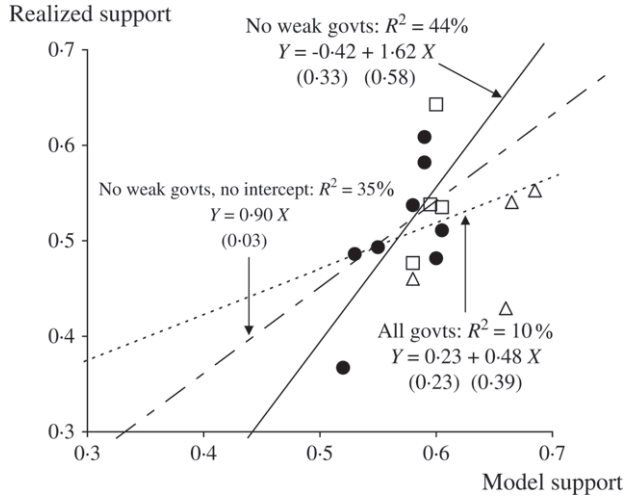 Realized support
No weak govts: R² = 44%
Y = -0·42 + 1·62 X
(0·33) (0·58)
0·7
0·6
No weak govts, no intercept: R² = 35%
Y = 0·90 X
(0·03)
0·5
0·4
All govts: R² = 10%
Y = 0·23 + 0·48 X
(0·23) (0·39)
0·3
0·3 0·4 0·5 0·6 0·7
Model support